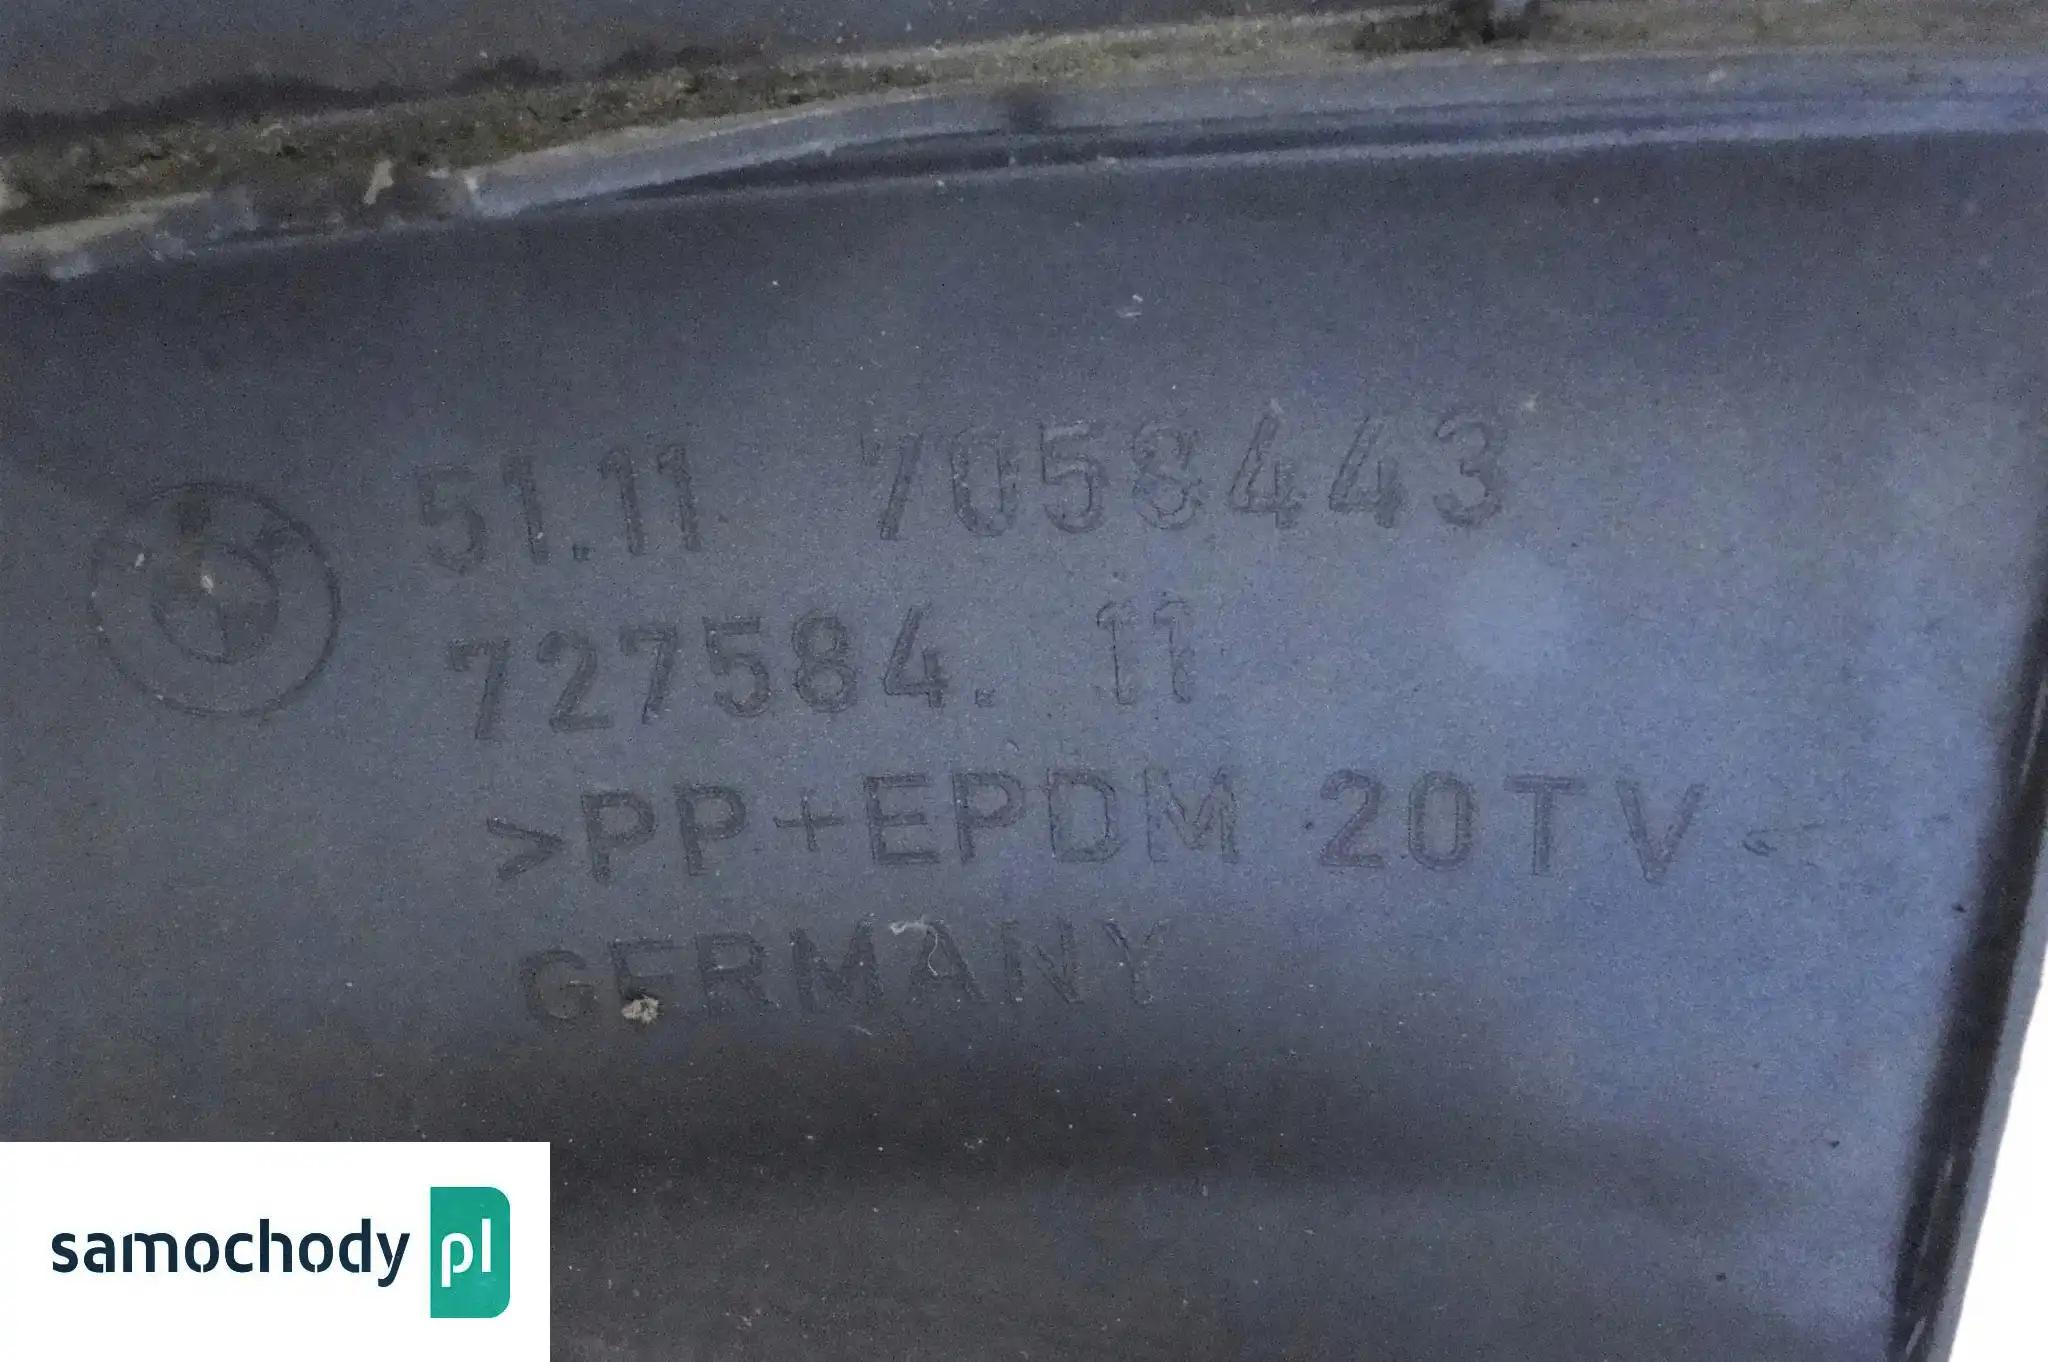 51.11 7058443
727584. 11
>PP+EPDM 20TV<
GERMANY
samochody pl